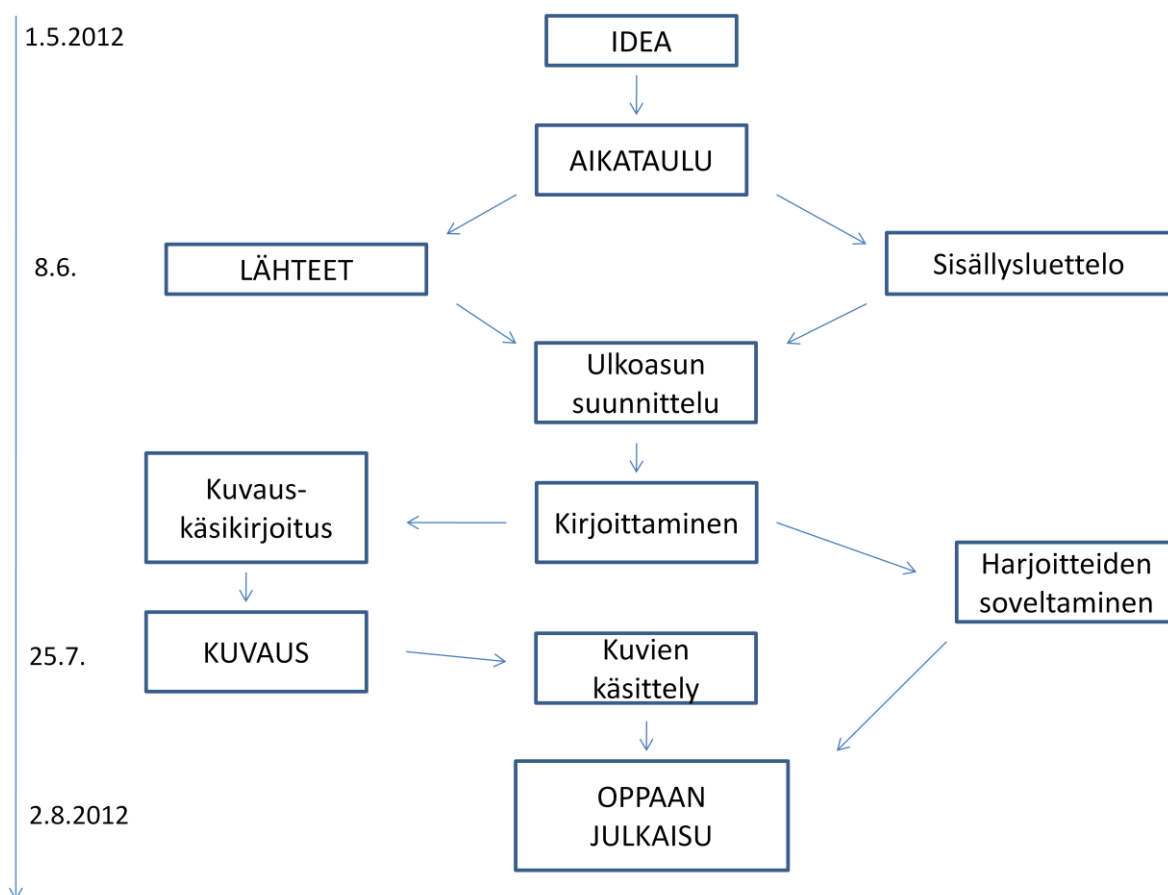 1.5.2012
IDEA
AIKATAULU
8.6.
LÄHTEET
Sisällysluettelo
Ulkoasun
suunnittelu
Kuvaus-
käsikirjoitus
Kirjoittaminen
Harjoitteiden
soveltaminen
25.7.
KUVAUS
Kuvien
käsittely
2.8.2012
OPPAAN
JULKAISU